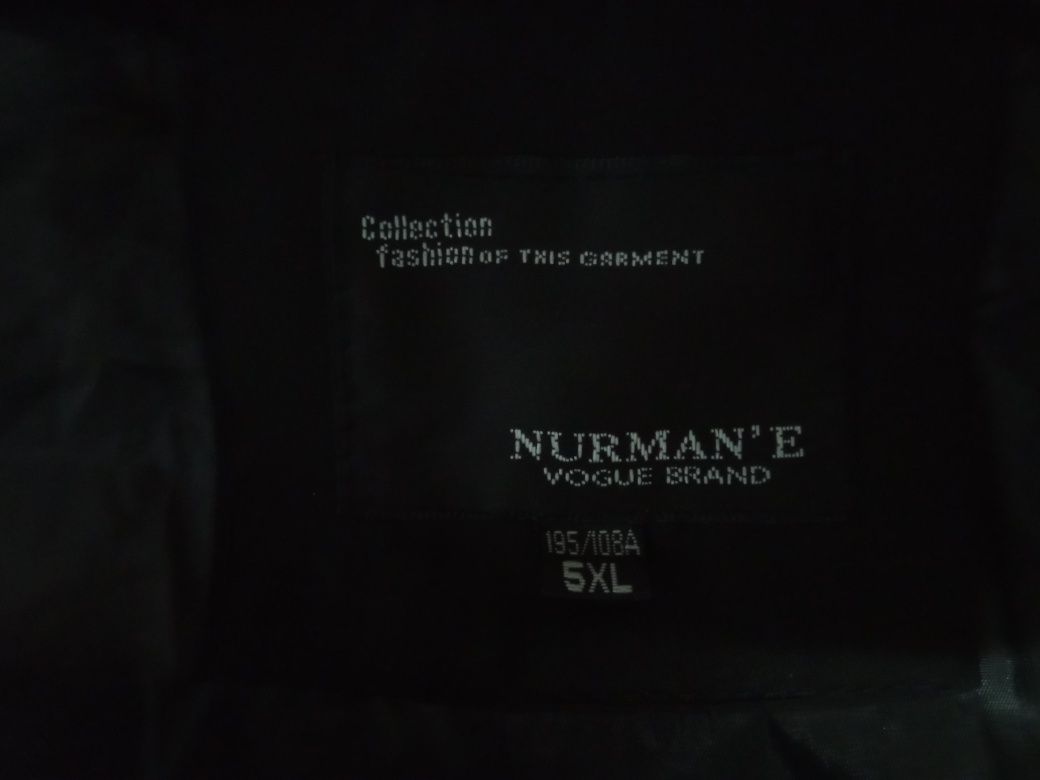 Collection
fashion OF THIS GARMENT
NURMAN'E
VOGUE BRAND
195/108A
5XL